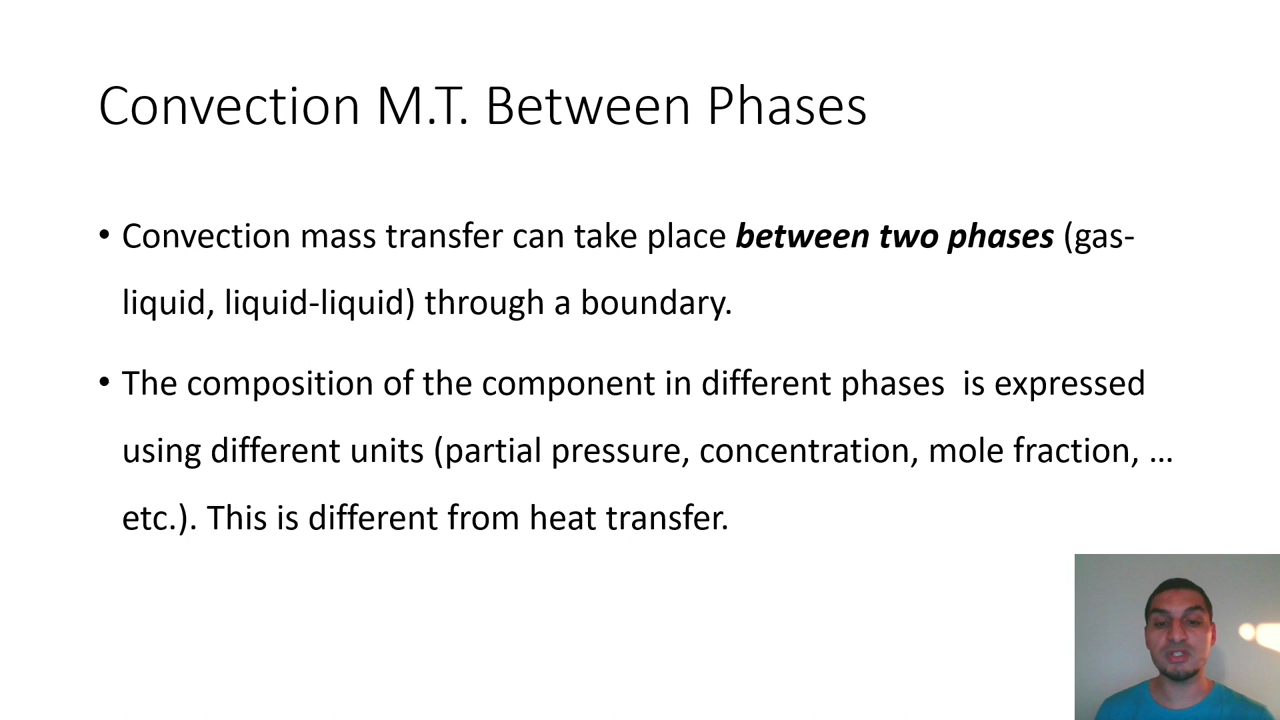 Convection M.T. Between Phases
• Convection mass transfer can take place between two phases (gas-
liquid, liquid-liquid) through a boundary.
• The composition of the component in different phases  is expressed
using different units (partial pressure, concentration, mole fraction, ...
etc.). This is different from heat transfer.